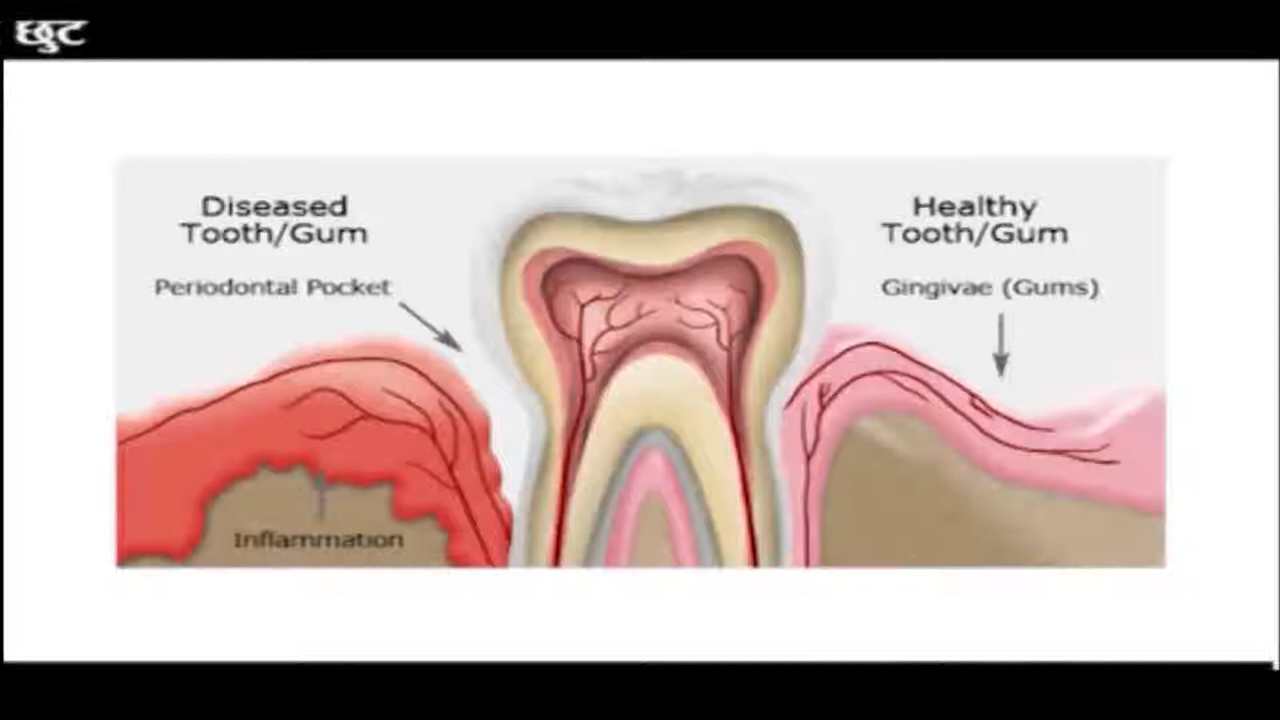 छुट
Diseased
Tooth/Gum
Periodontal Pocket
Inflammation
Healthy
Tooth/Gum
Gingivae (Gums)